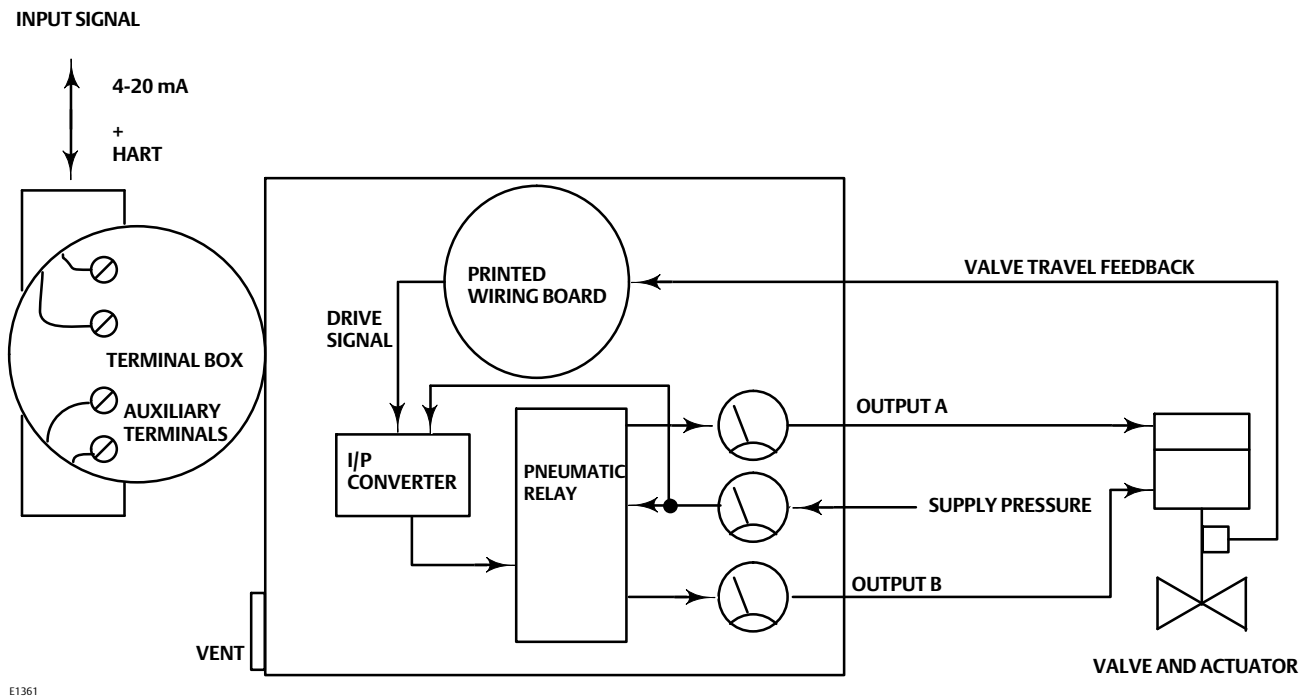 INPUT SIGNAL
4-20 mA
+
HART
PRINTED
WIRING BOARD
VALVE TRAVEL FEEDBACK
DRIVE
SIGNAL
TERMINAL BOX
AUXILIARY
TERMINALS
OUTPUT A
I/P
CONVERTER
PNEUMATIC
RELAY
SUPPLY PRESSURE
OUTPUT B
VENT
VALVE AND ACTUATOR
E1361